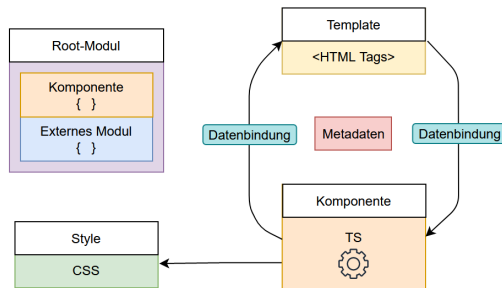 Root-Modul
Komponente
{ }
Externes Modul
{ }
Template
<HTML Tags>
Datenbindung
Metadaten
Datenbindung
Komponente
TS
Style
CSS